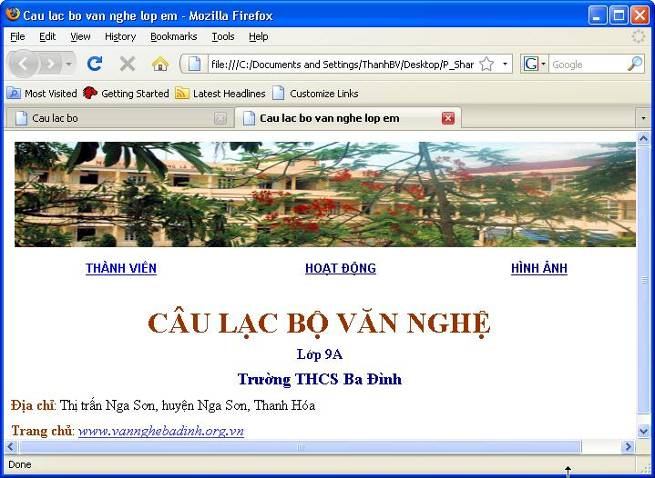 Cau lac bo van nghe lop em - Mozilla Firefox
File Edit View History Bookmarks Tools Help
file:///C:/Documents and Settings/ThanhBV/Desktop/P_Shar
Google
Most Visited Getting Started Latest Headlines Customize Links
Cau lac bo Cau lac bo van nghe lop em
THÀNH VIÊN HOẠT ĐỘNG HÌNH ẢNH
CÂU LẠC BỘ VĂN NGHỆ
Lớp 9A
Trường THCS Ba Đình
Địa chỉ: Thị trấn Nga Sơn, huyện Nga Sơn, Thanh Hóa
Trang chủ: www.vannghebadinh.org.vn
Done